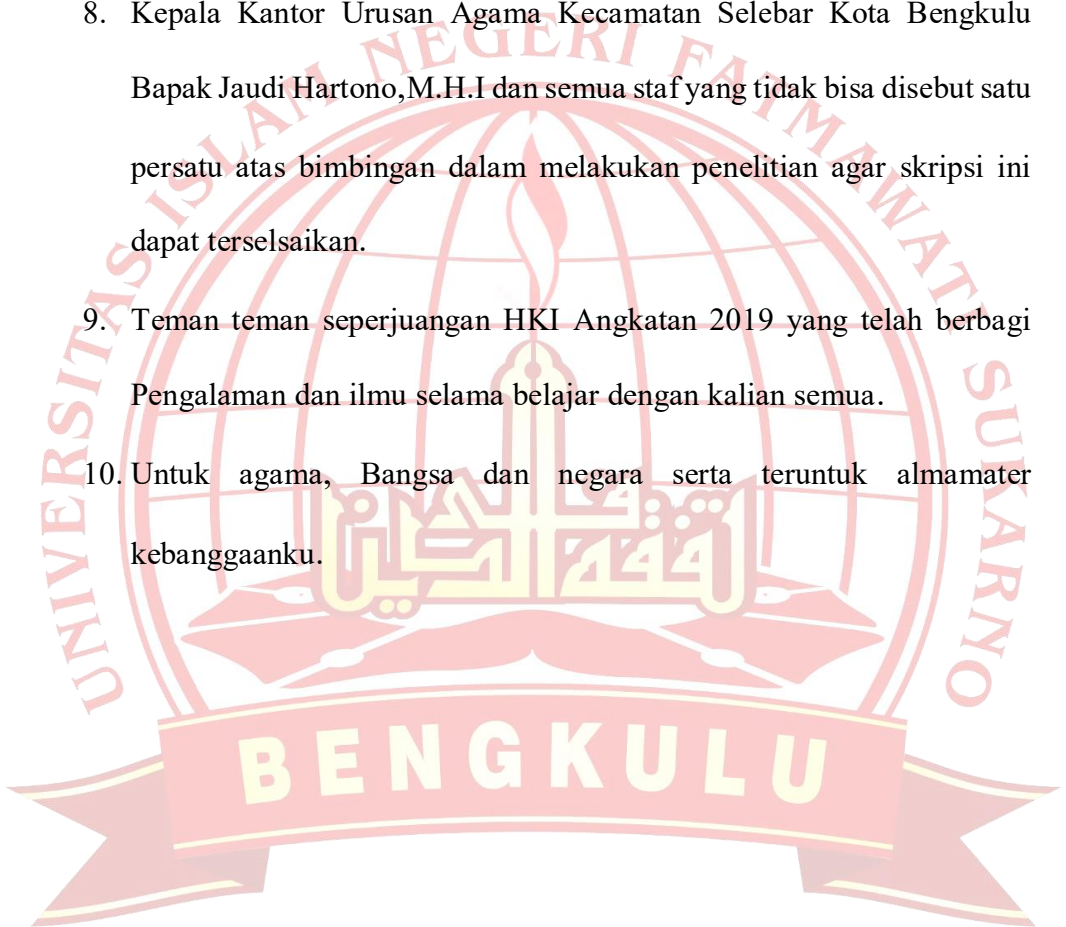 8. Kepala Kantor Urusan Agama Kecamatan Selebar Kota Bengkulu
Bapak Jaudi Hartono,M.H.I dan semua staf yang tidak bisa disebut satu
persatu atas bimbingan dalam melakukan penelitian agar skripsi ini
dapat terselsaikan.
9. Teman teman seperjuangan HKI Angkatan 2019 yang telah berbagi
Pengalaman dan ilmu selama belajar dengan kalian semua.
10. Untuk agama, Bangsa dan negara serta teruntuk almamater
kebanggaanku.
UNIVERSITAS ISLAM NEGERI FATMAWATI SUKARNO
BENGKULU